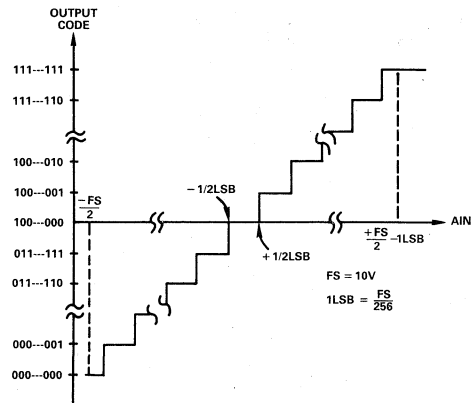 OUTPUT
CODE
111---111
111---110
100---010
100---001
100---000
011---111
011---110
000---001
000---000
–FS
2
– 1/2LSB
+ 1/2LSB
AIN
+FS
2
–1LSB
FS = 10V
1LSB = FS
256